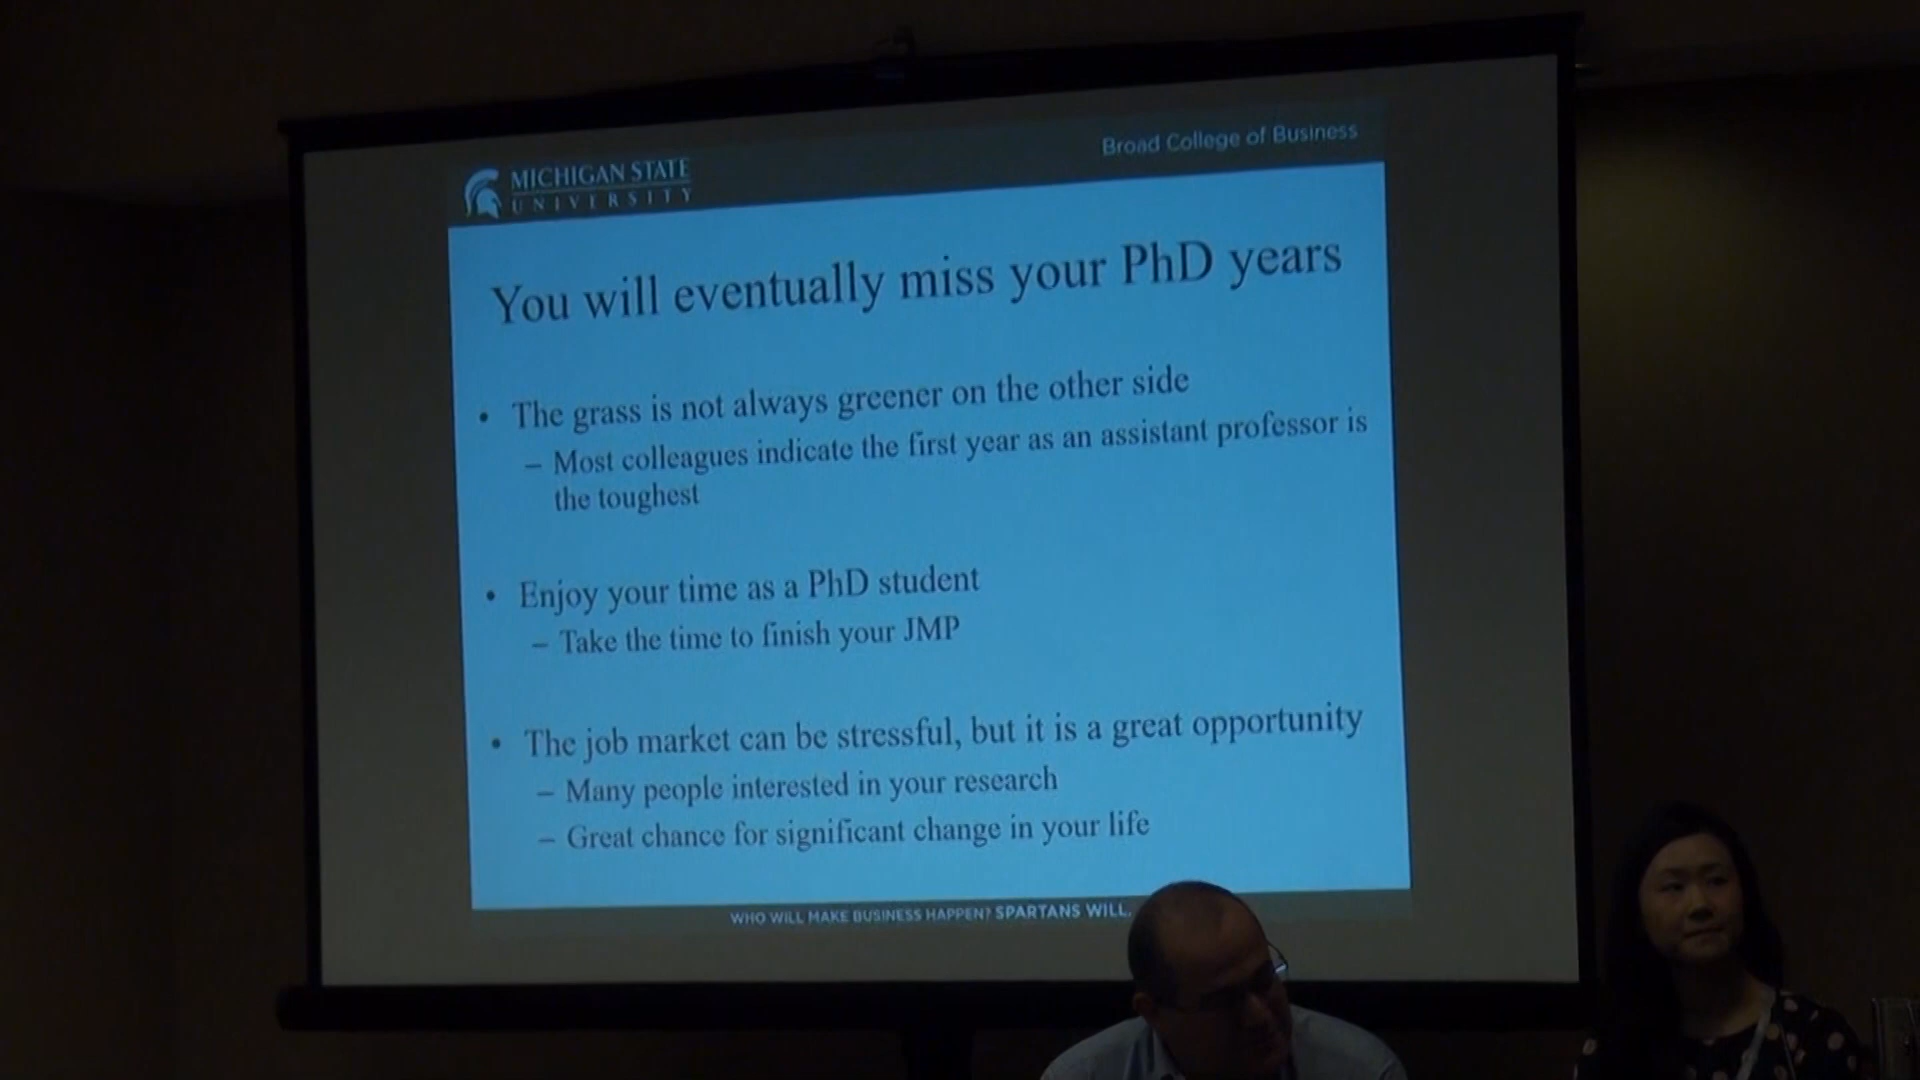 MICHIGAN STATE
UNIVERSITY
Broad College of Business
You will eventually miss your PhD years
• The grass is not always greener on the other side
– Most colleagues indicate the first year as an assistant professor is
the toughest
• Enjoy your time as a PhD student
– Take the time to finish your JMP
• The job market can be stressful, but it is a great opportunity
– Many people interested in your research
– Great chance for significant change in your life
WHO WILL MAKE BUSINESS HAPPEN? SPARTANS WILL.